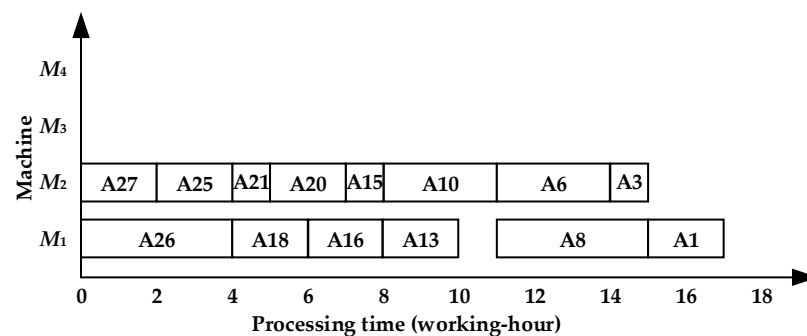 M4
M3
M2
M1
Machine
A27 A25 A21 A20 A15 A10 A6 A3
A26 A18 A16 A13 A8 A1
0 2 4 6 8 10 12 14 16 18
Processing time (working-hour)